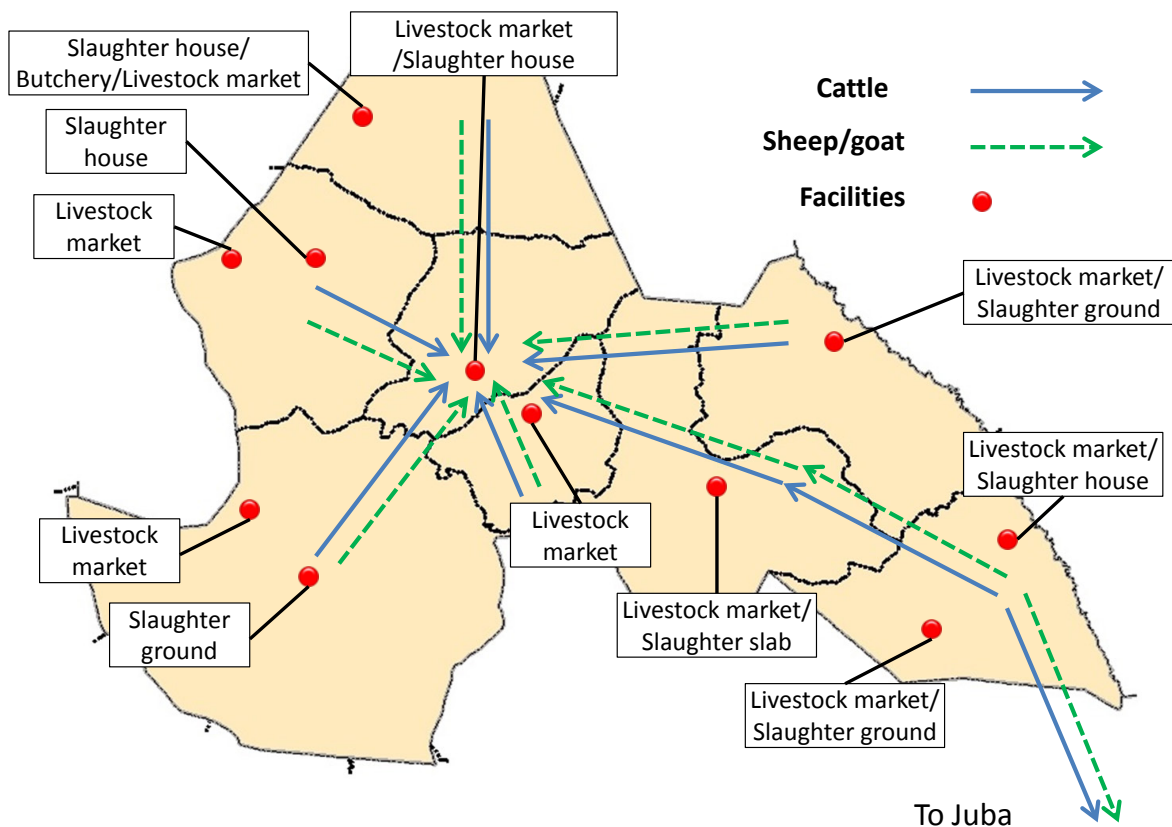 Livestock market
/Slaughter house
Slaughter house/
Butchery/Livestock market
Slaughter
house
Livestock
market
Cattle
Sheep/goat
Facilities
Livestock market/
Slaughter ground
Livestock market/
Slaughter house
Livestock
market
Livestock
market
Slaughter
ground
Livestock market/
Slaughter slab
Livestock market/
Slaughter ground
To Juba